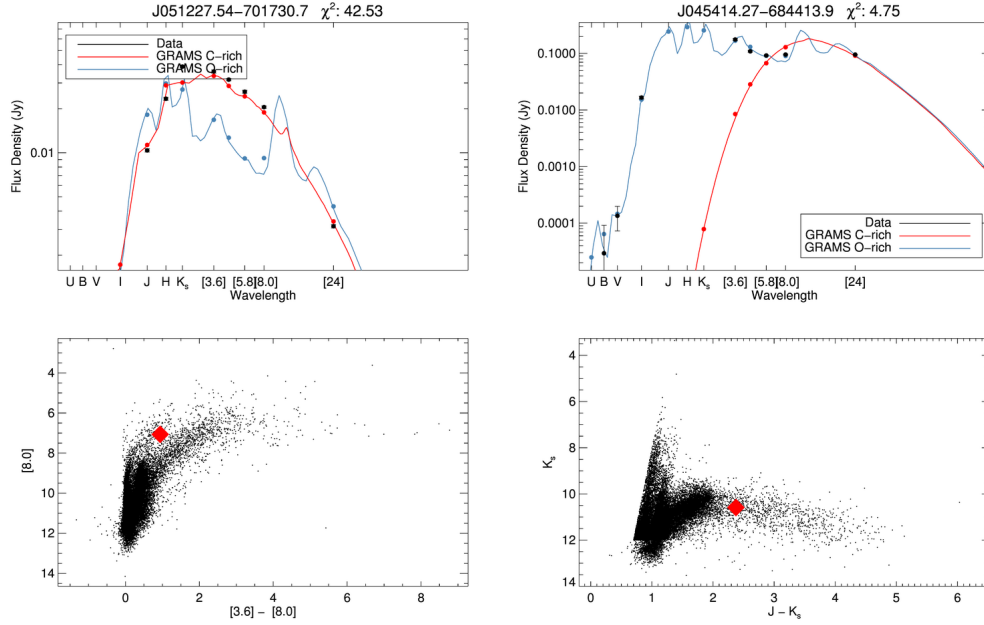 J051227.54−701730.7 χ²: 42.53
Data
GRAMS C−rich
GRAMS O−rich
Flux Density (Jy)
0.01
U B V I J H Ks [3.6] [5.8] [8.0] [24]
Wavelength
J045414.27−684413.9 χ²: 4.75
0.1000
0.0100
0.0010
0.0001
Flux Density (Jy)
Data
GRAMS C−rich
GRAMS O−rich
U B V I J H Ks [3.6] [5.8] [8.0] [24]
Wavelength
4
6
8
10
12
14
[8.0]
0 2 4 6 8
[3.6] − [8.0]
4
6
8
10
12
14
Ks
0 1 2 3 4 5 6
J − Ks